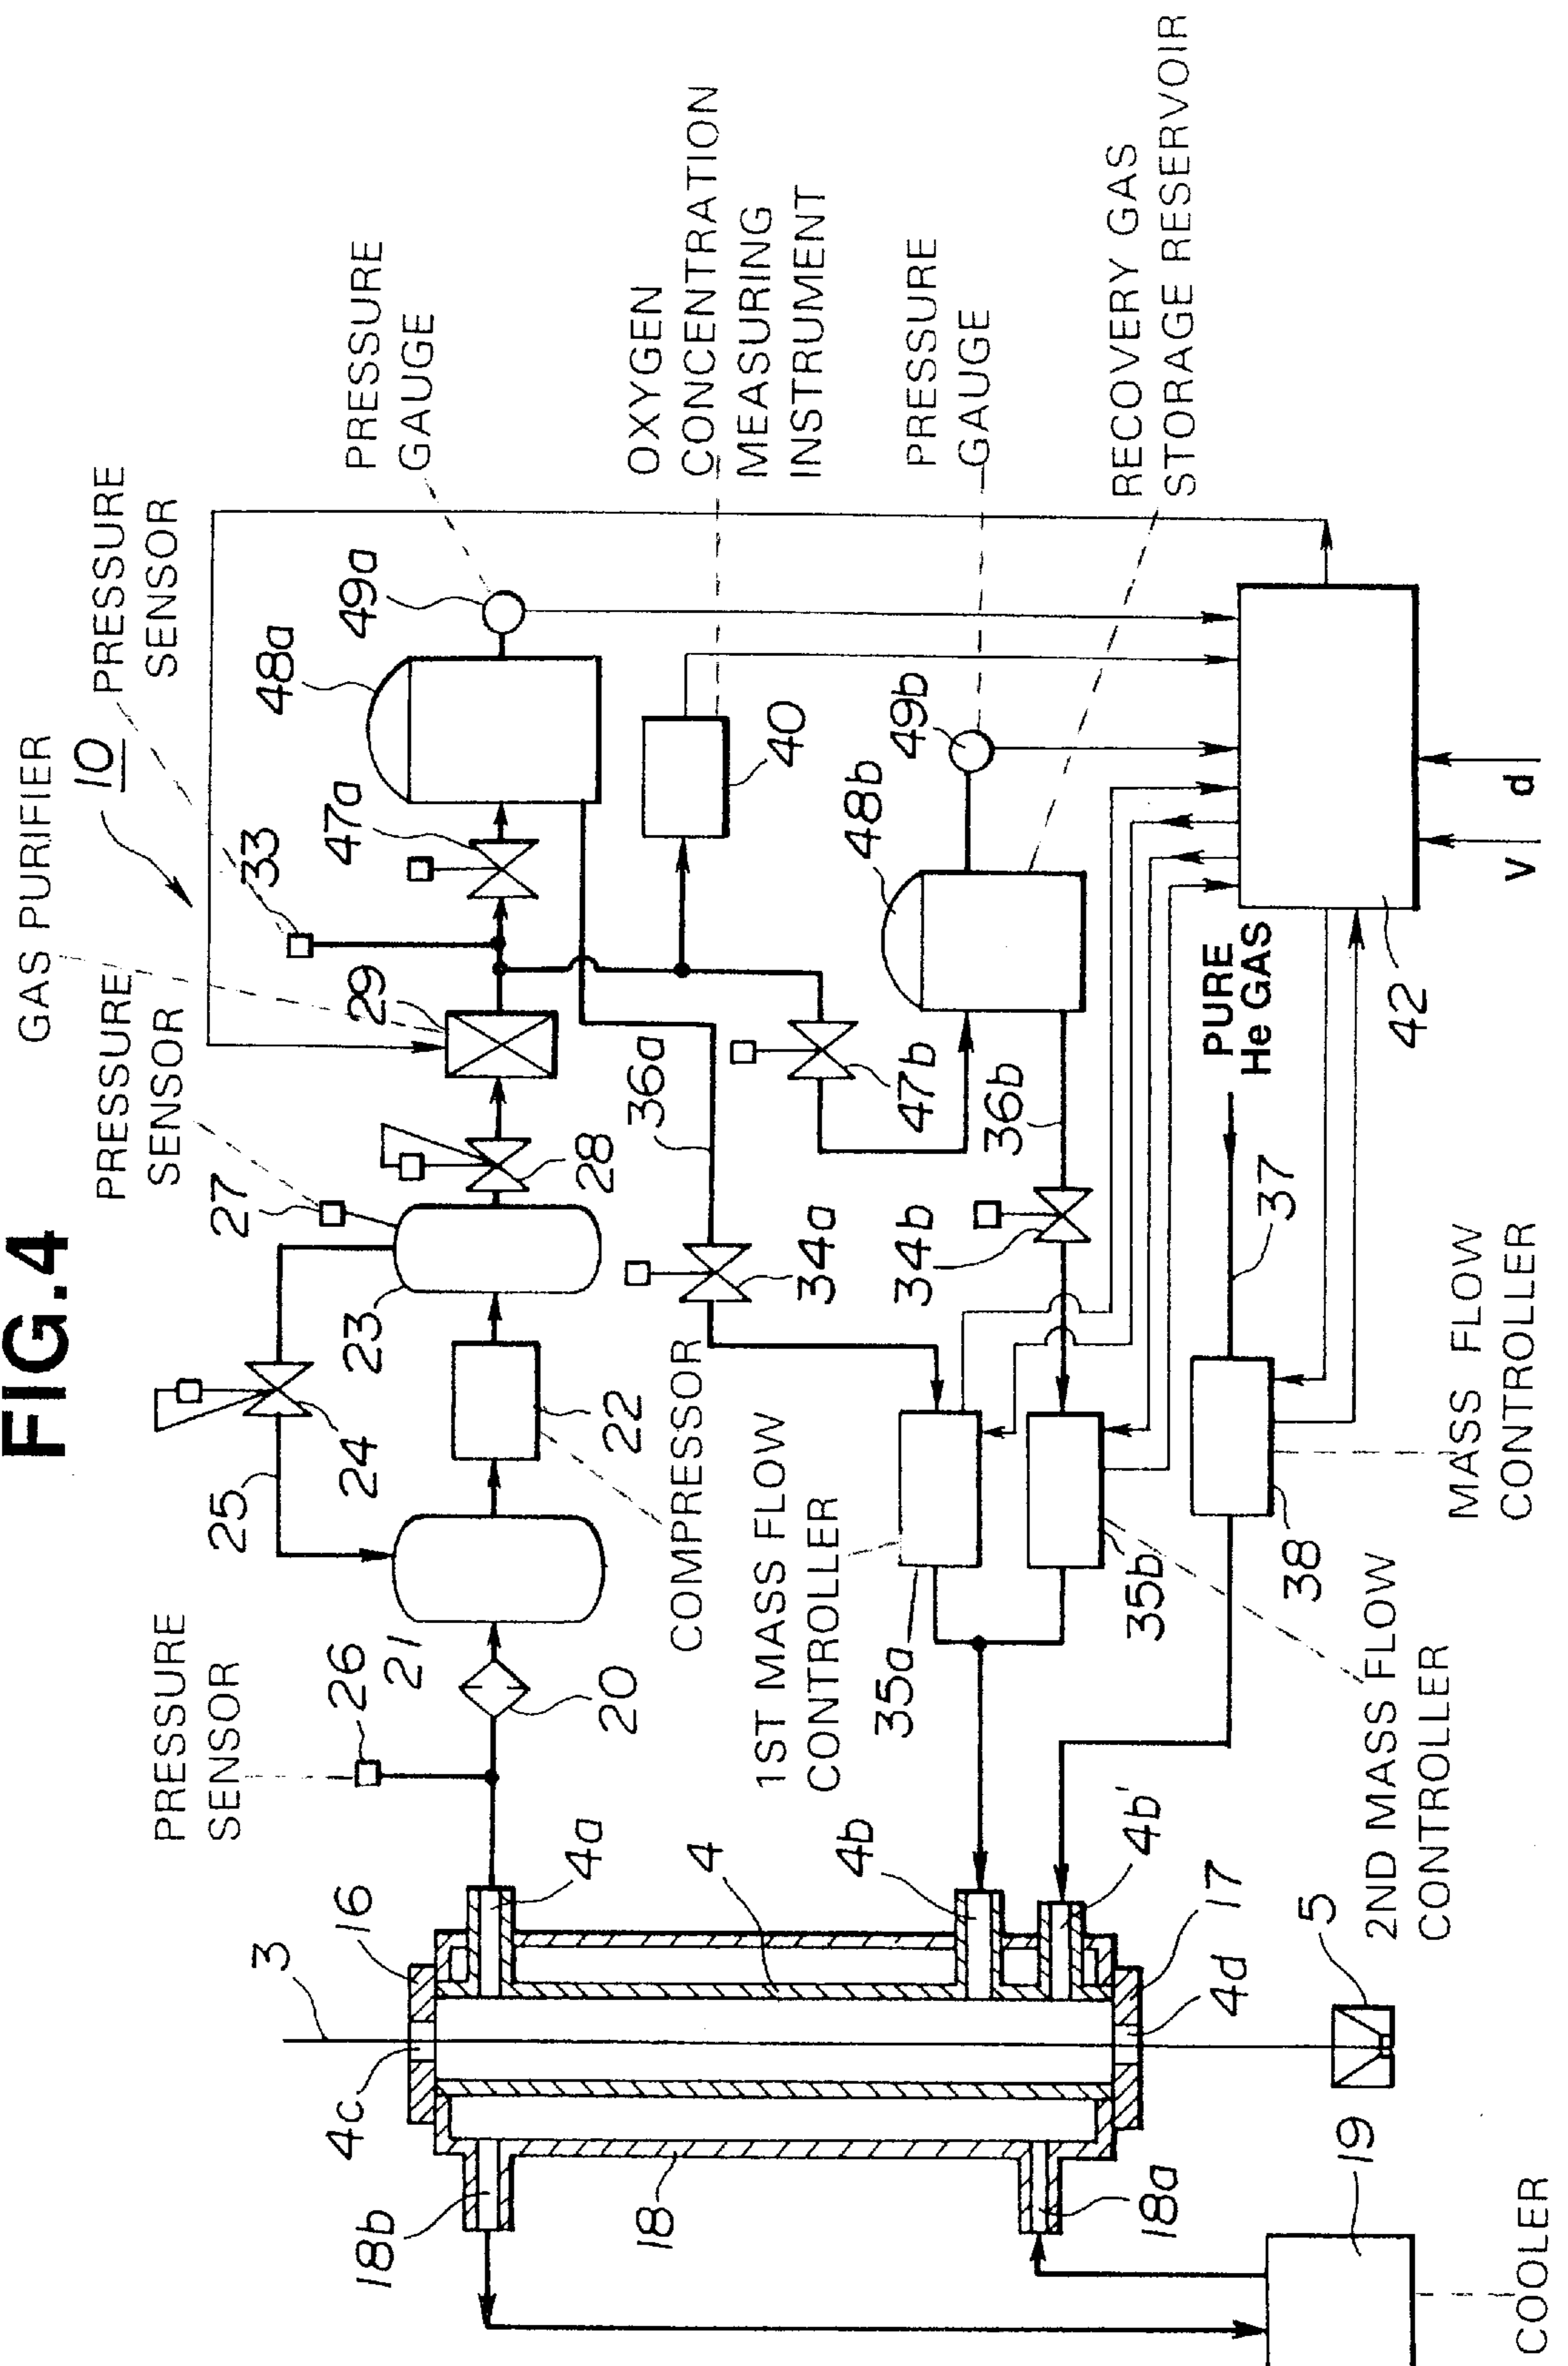 FIG.4
GAS PURIFIER
10
PRESSURE
SENSOR
PRESSURE
SENSOR
PRESSURE
SENSOR
PRESSURE
GAUGE
OXYGEN
CONCENTRATION
MEASURING
INSTRUMENT
PRESSURE
GAUGE
RECOVERY GAS
STORAGE RESERVOIR
COMPRESSOR
1ST MASS FLOW
CONTROLLER
2ND MASS FLOW
CONTROLLER
MASS FLOW
CONTROLLER
COOLER
PURE
He GAS
3
16
4c
4a
4
4
4b
4b'
17
4d
5
18b
18
18a
19
26
20
21
25
24
22
23
27
28
29
33
47a
48a
49a
40
36a
34a
35a
47b
48b
49b
36b
34b
35b
37
38
42
V
d